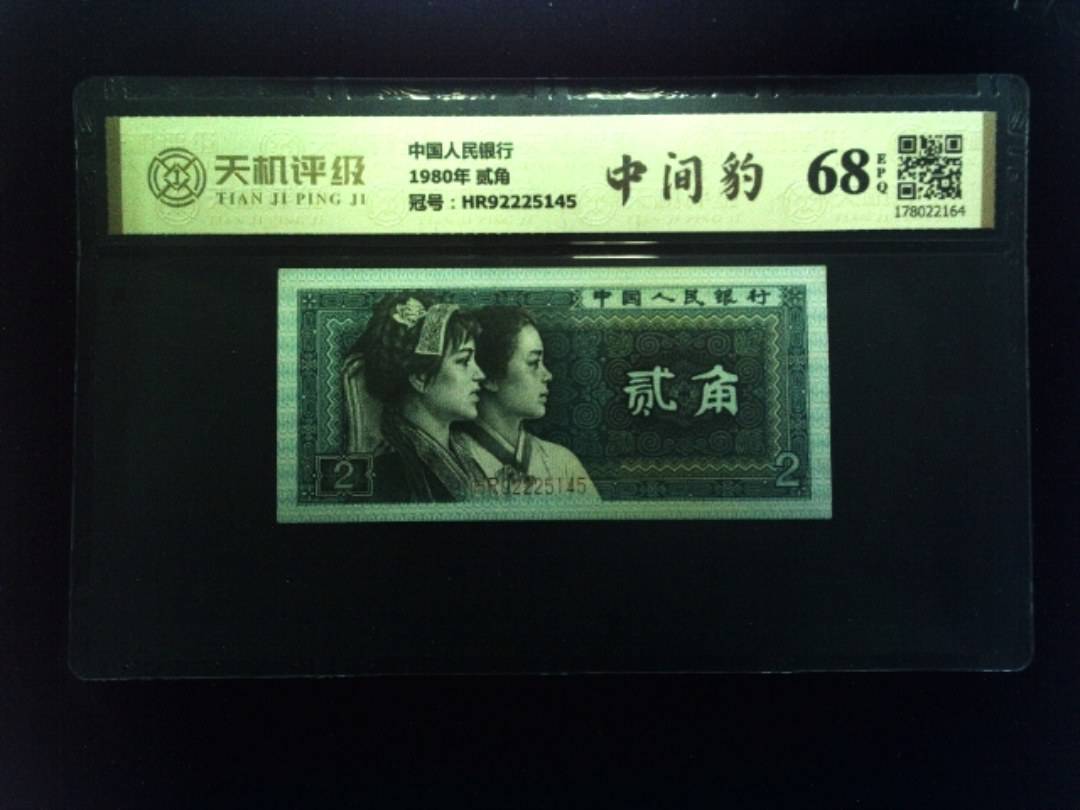 天机评级
TIAN JI PING JI
中国人民银行
1980年 贰角
冠号：HR92225145
中间豹
68
EPQ
178022164
中国人民银行
贰角
2
2
HR92225145